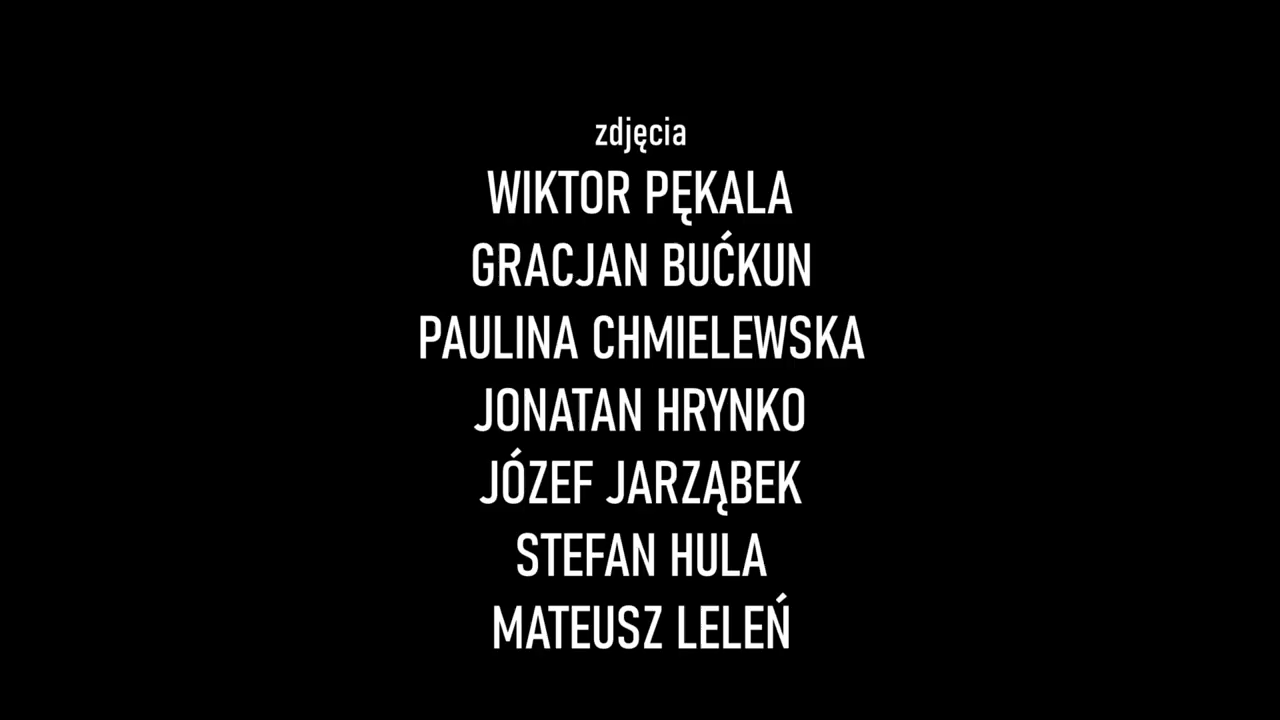 zdjęcia
WIKTOR PĘKALA
GRACJAN BUĆKUN
PAULINA CHMIELEWSKA
JONATAN HRYNKO
JÓZEF JARZĄBEK
STEFAN HULA
MATEUSZ LELEŃ